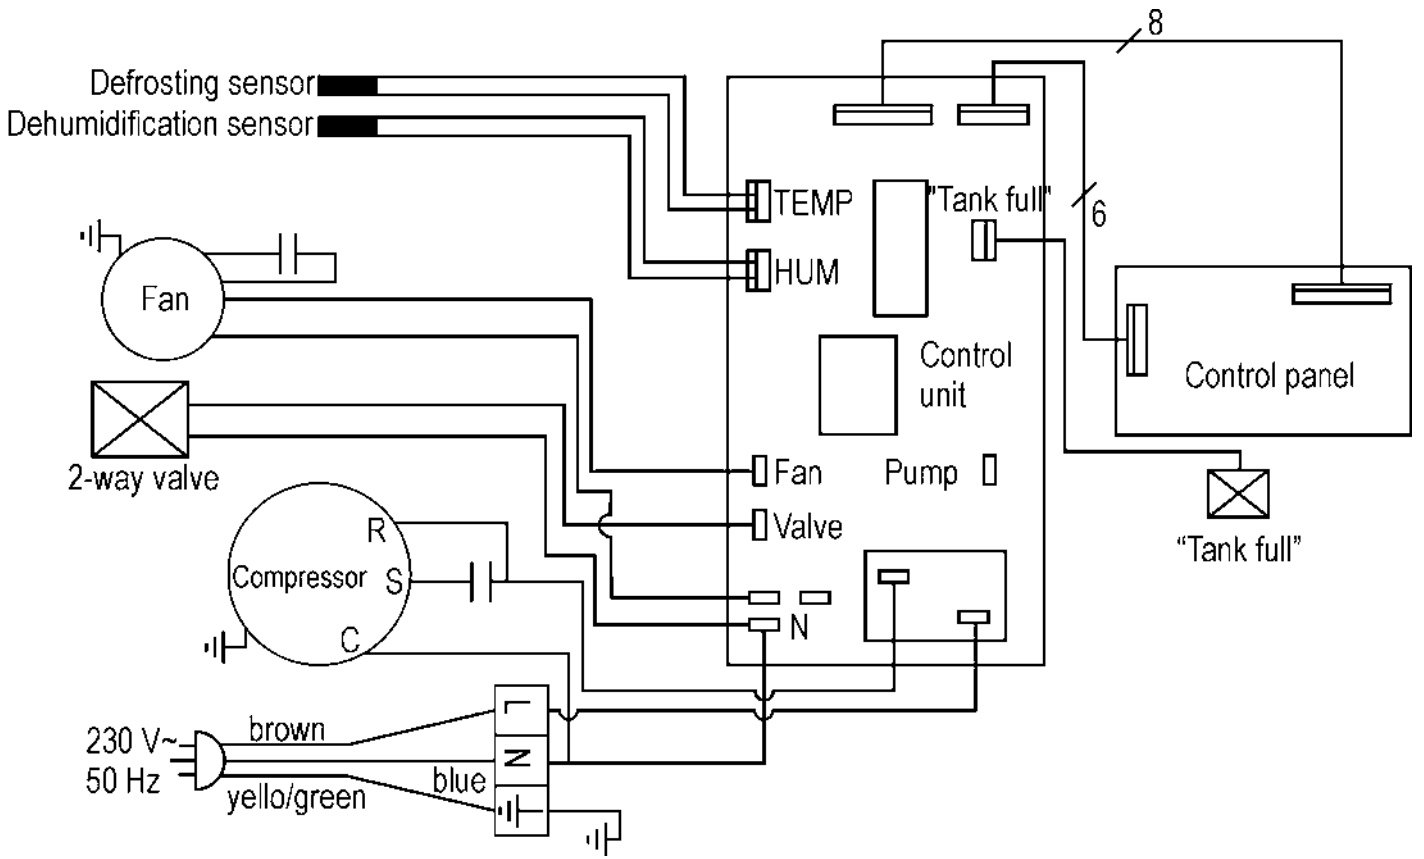 8
Defrosting sensor
Dehumidification sensor
TEMP
"Tank full"
6
HUM
Fan
Control
unit
Control panel
2-way valve
Fan
Pump
Valve
"Tank full"
R
Compressor
S
N
C
L
brown
230 V~
N
50 Hz
blue
yello/green